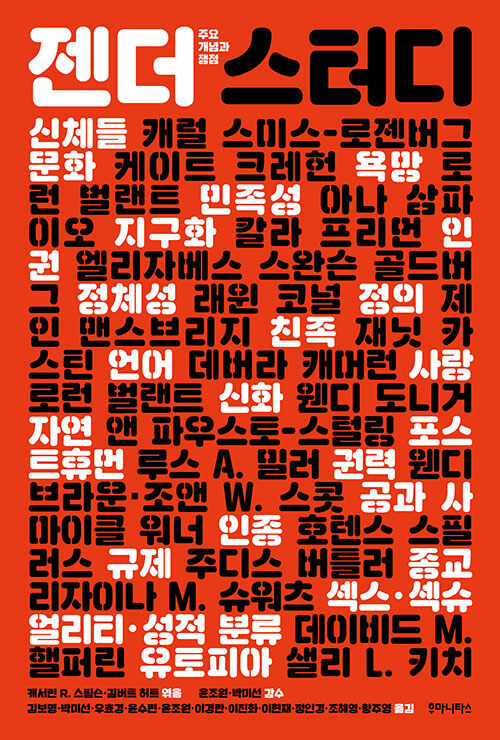 젠더 주요 개념과 쟁점 스터디
신체들 캐럴 스미스-로젠버그
문화 케이트 크레헌 욕망 로
런 벌랜트 민족성 아나 삼파
이오 지구화 칼라 프리먼 인
권 엘리자베스 스완슨 골드버
그 정체성 래윈 코널 정의 제
인 맨스브리지 친족 재닛 카
스틴 언어 데버라 캐머런 사랑
로런 벌랜트 신화 웬디 도니거
자연 앤 파우스토-스털링 포스
트휴먼 루스 A. 밀러 권력 웬디
브라운·조앤 W. 스콧 공과 사
마이클 워너 인종 호텐스 스필
러스 규제 주디스 버틀러 종교
리자이나 M. 슈워츠 섹스·섹슈
얼리티·성적 분류 데이비드 M.
핼퍼린 유토피아 샐리 L. 키치
캐서린 R. 스팀슨·길버트 허트 엮음 윤조원·박미선 감수
김보명·박미선·우효경·윤수련·윤조원·이경란·이진화·이현재·정인경·조혜영·황주영 옮김 후마니타스